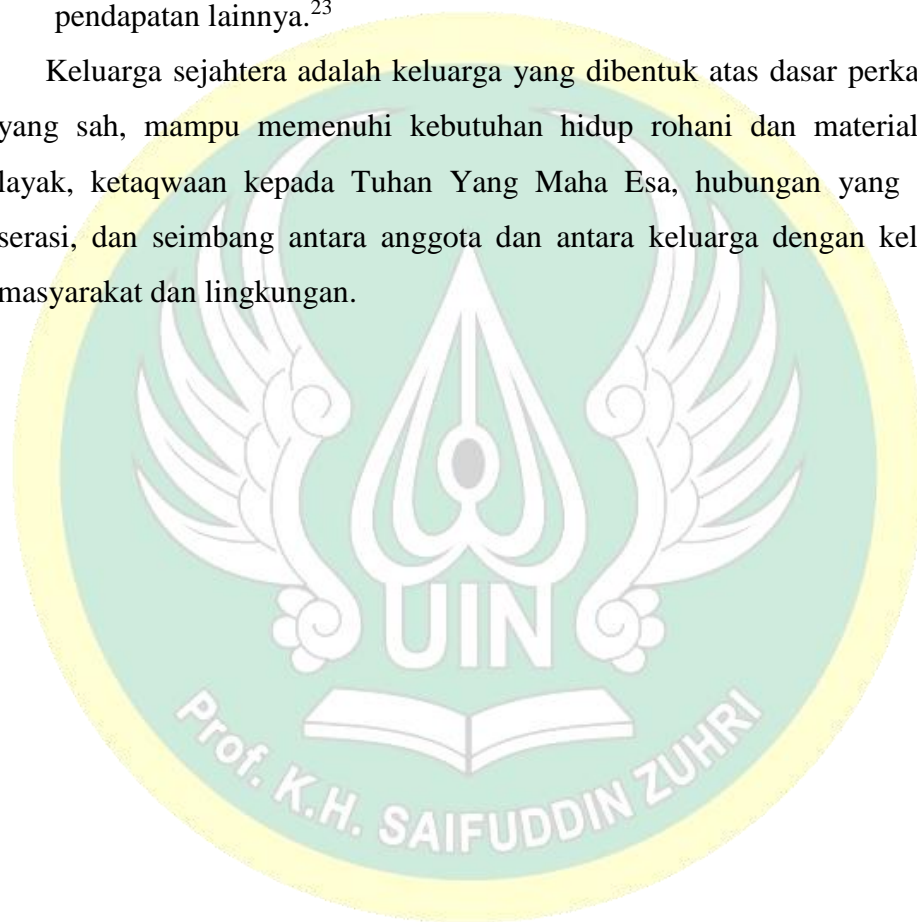 pendapatan lainnya.23
Keluarga sejahtera adalah keluarga yang dibentuk atas dasar perka
yang sah, mampu memenuhi kebutuhan hidup rohani dan material
layak, ketaqwaan kepada Tuhan Yang Maha Esa, hubungan yang
serasi, dan seimbang antara anggota dan antara keluarga dengan kel
masyarakat dan lingkungan.
UIN
Prof. K.H. SAIFUDDIN ZUHRI